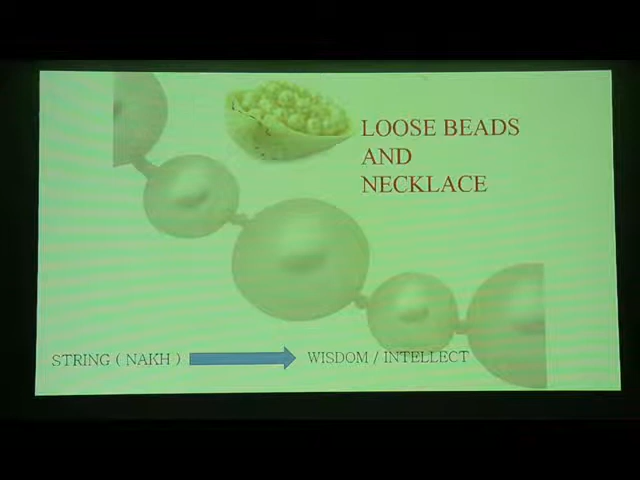 LOOSE BEADS
AND
NECKLACE
STRING ( NAKH )
WISDOM / INTELLECT